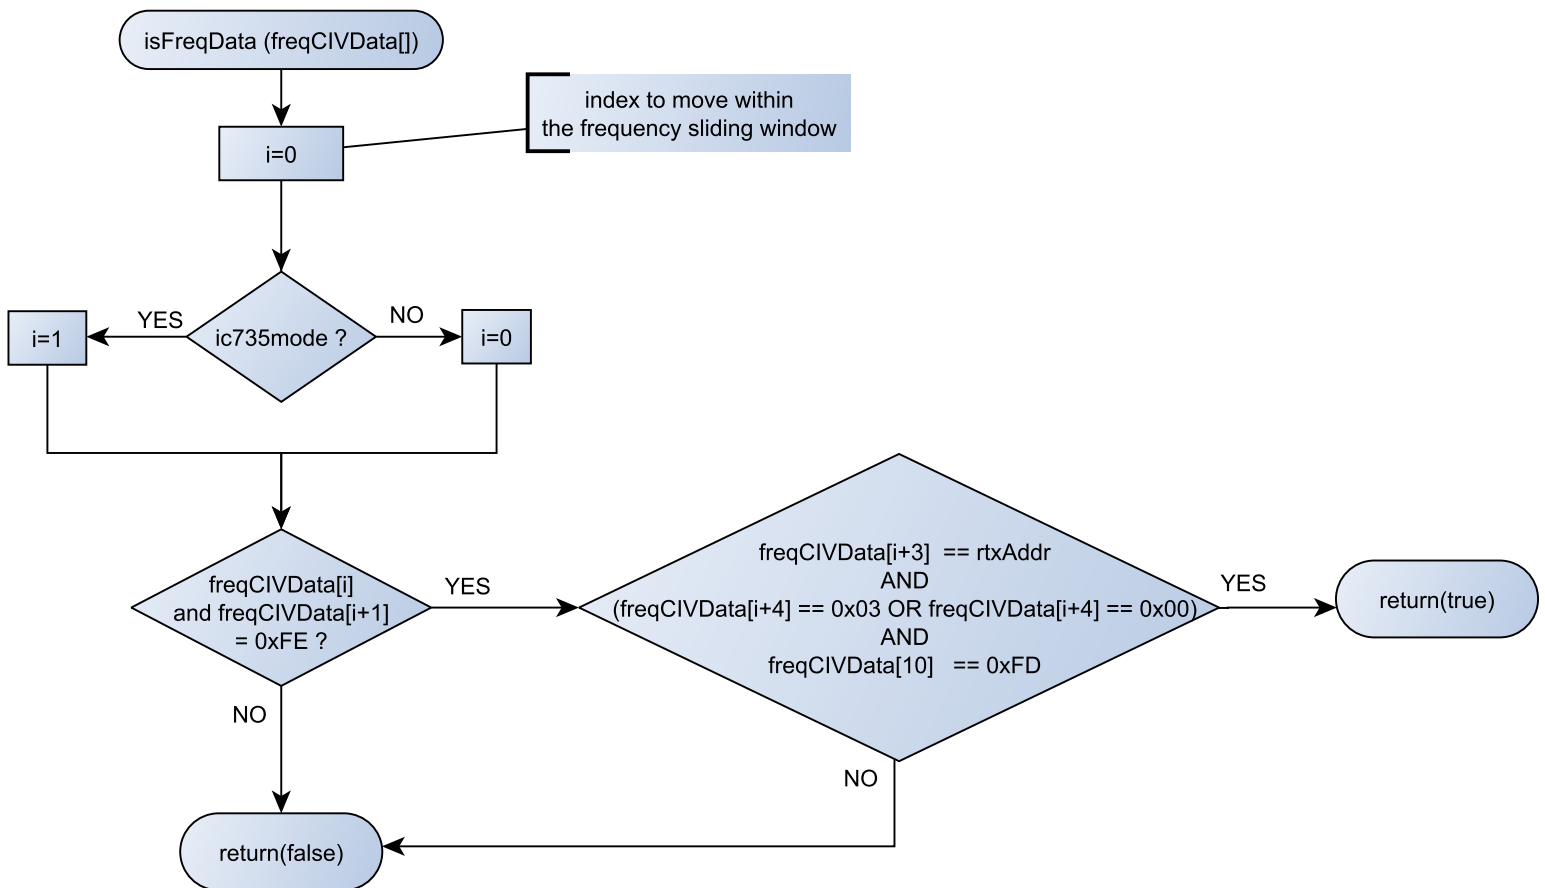 isFreqData (freqCIVData[])
index to move within
the frequency sliding window
i=0
ic735mode ?
YES
NO
i=1
i=0
freqCIVData[i]
and freqCIVData[i+1]
= 0xFE ?
YES
freqCIVData[i+3]  == rtxAddr
AND
(freqCIVData[i+4] == 0x03 OR freqCIVData[i+4] == 0x00)
AND
freqCIVData[10]   == 0xFD
YES
return(true)
NO
NO
return(false)